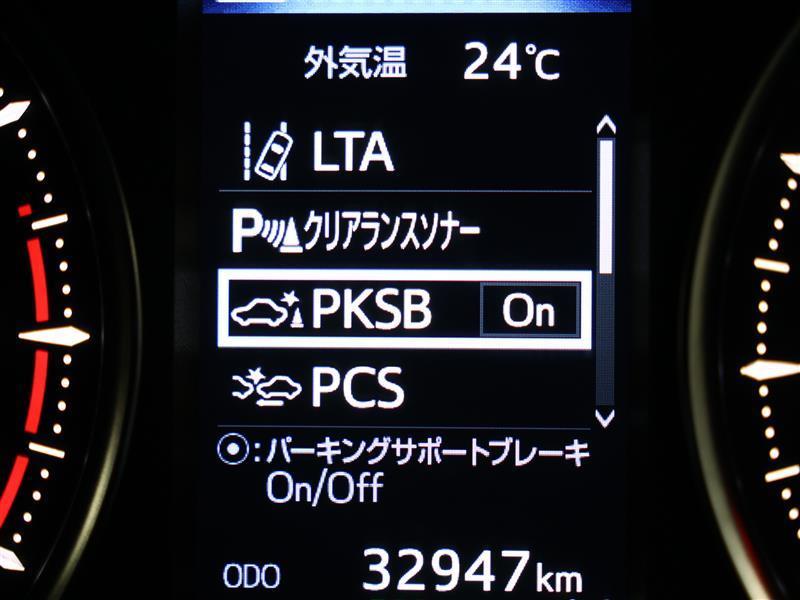 外気温 24℃
LTA
Pクリアランスソナー
PKSB On
PCS
⦿:パーキングサポートブレーキ
On/Off
ODO 32947km